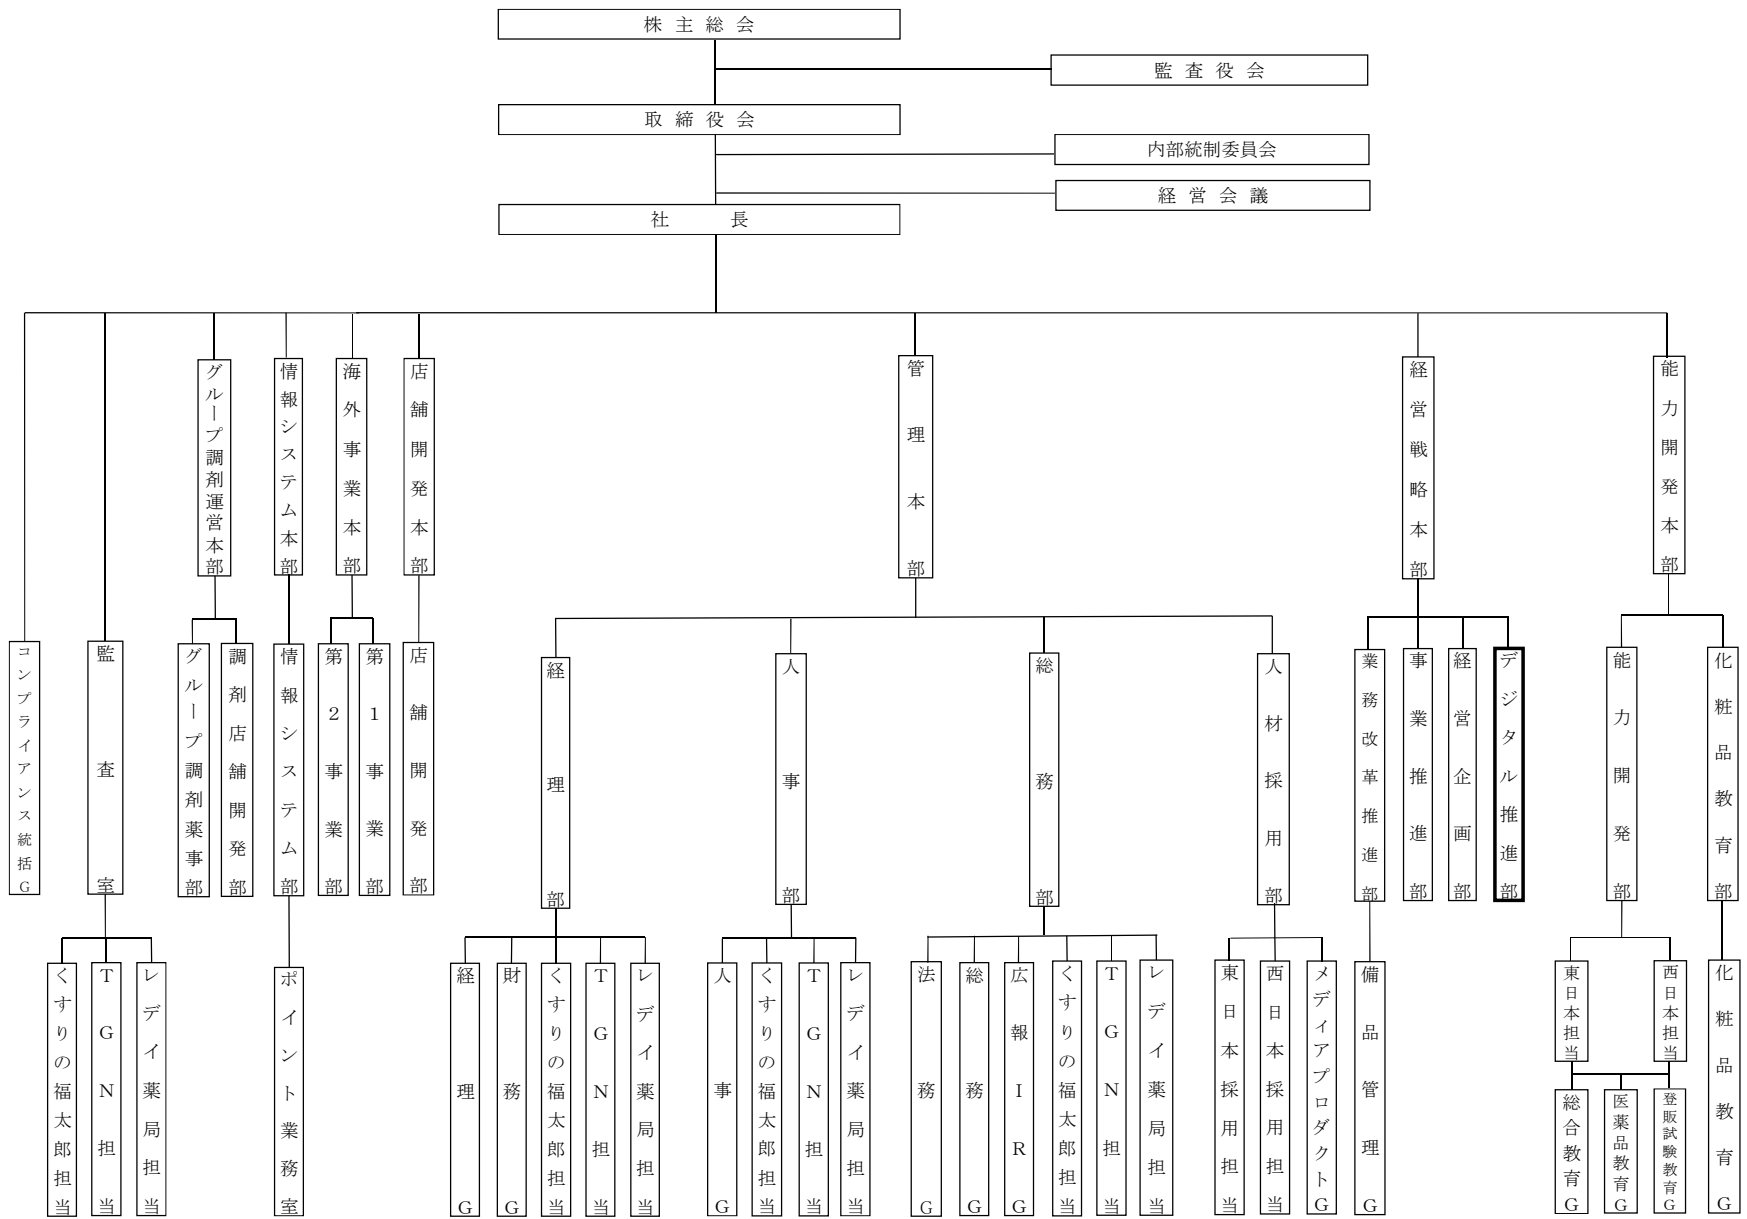 株主総会
監査役会
取締役会
内部統制委員会
経営会議
社長
コンプライアンス統括G
監査室
くすりの福太郎担当
TGN担当
レデイ薬局担当
グループ調剤運営本部
グループ調剤薬事部
調剤店舗開発部
情報システム本部
情報システム部
ポイント業務室
海外事業本部
第2事業部
第1事業部
店舗開発本部
店舗開発部
管理本部
経理部
経理G
財務G
くすりの福太郎担当
TGN担当
レデイ薬局担当
人事部
人事G
くすりの福太郎担当
TGN担当
レデイ薬局担当
総務部
法務G
総務G
広報IRG
くすりの福太郎担当
TGN担当
レデイ薬局担当
人材採用部
東日本採用担当
西日本採用担当
メディアプロダクトG
経営戦略本部
業務改革推進部
備品管理G
事業推進部
経営企画部
デジタル推進部
能力開発本部
能力開発部
東日本担当
西日本担当
総合教育G
医薬品教育G
登販試験教育G
化粧品教育部
化粧品教育G